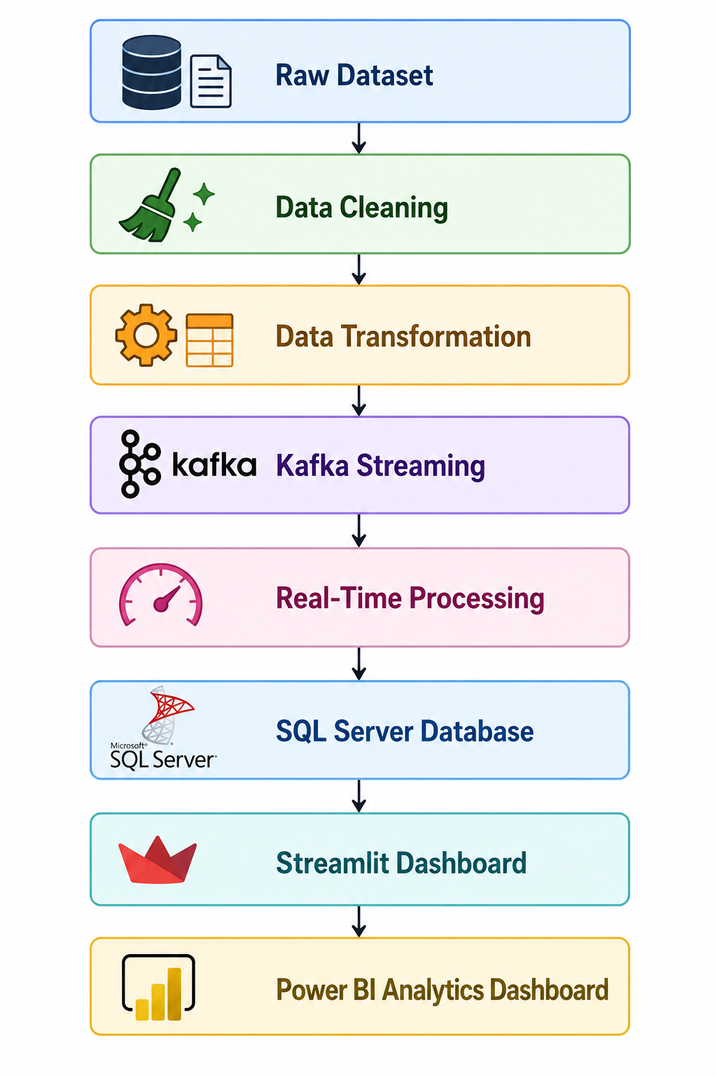 Raw Dataset
Data Cleaning
Data Transformation
kafka Kafka Streaming
Real-Time Processing
Microsoft®
SQL Server®
SQL Server Database
Streamlit Dashboard
Power BI Analytics Dashboard